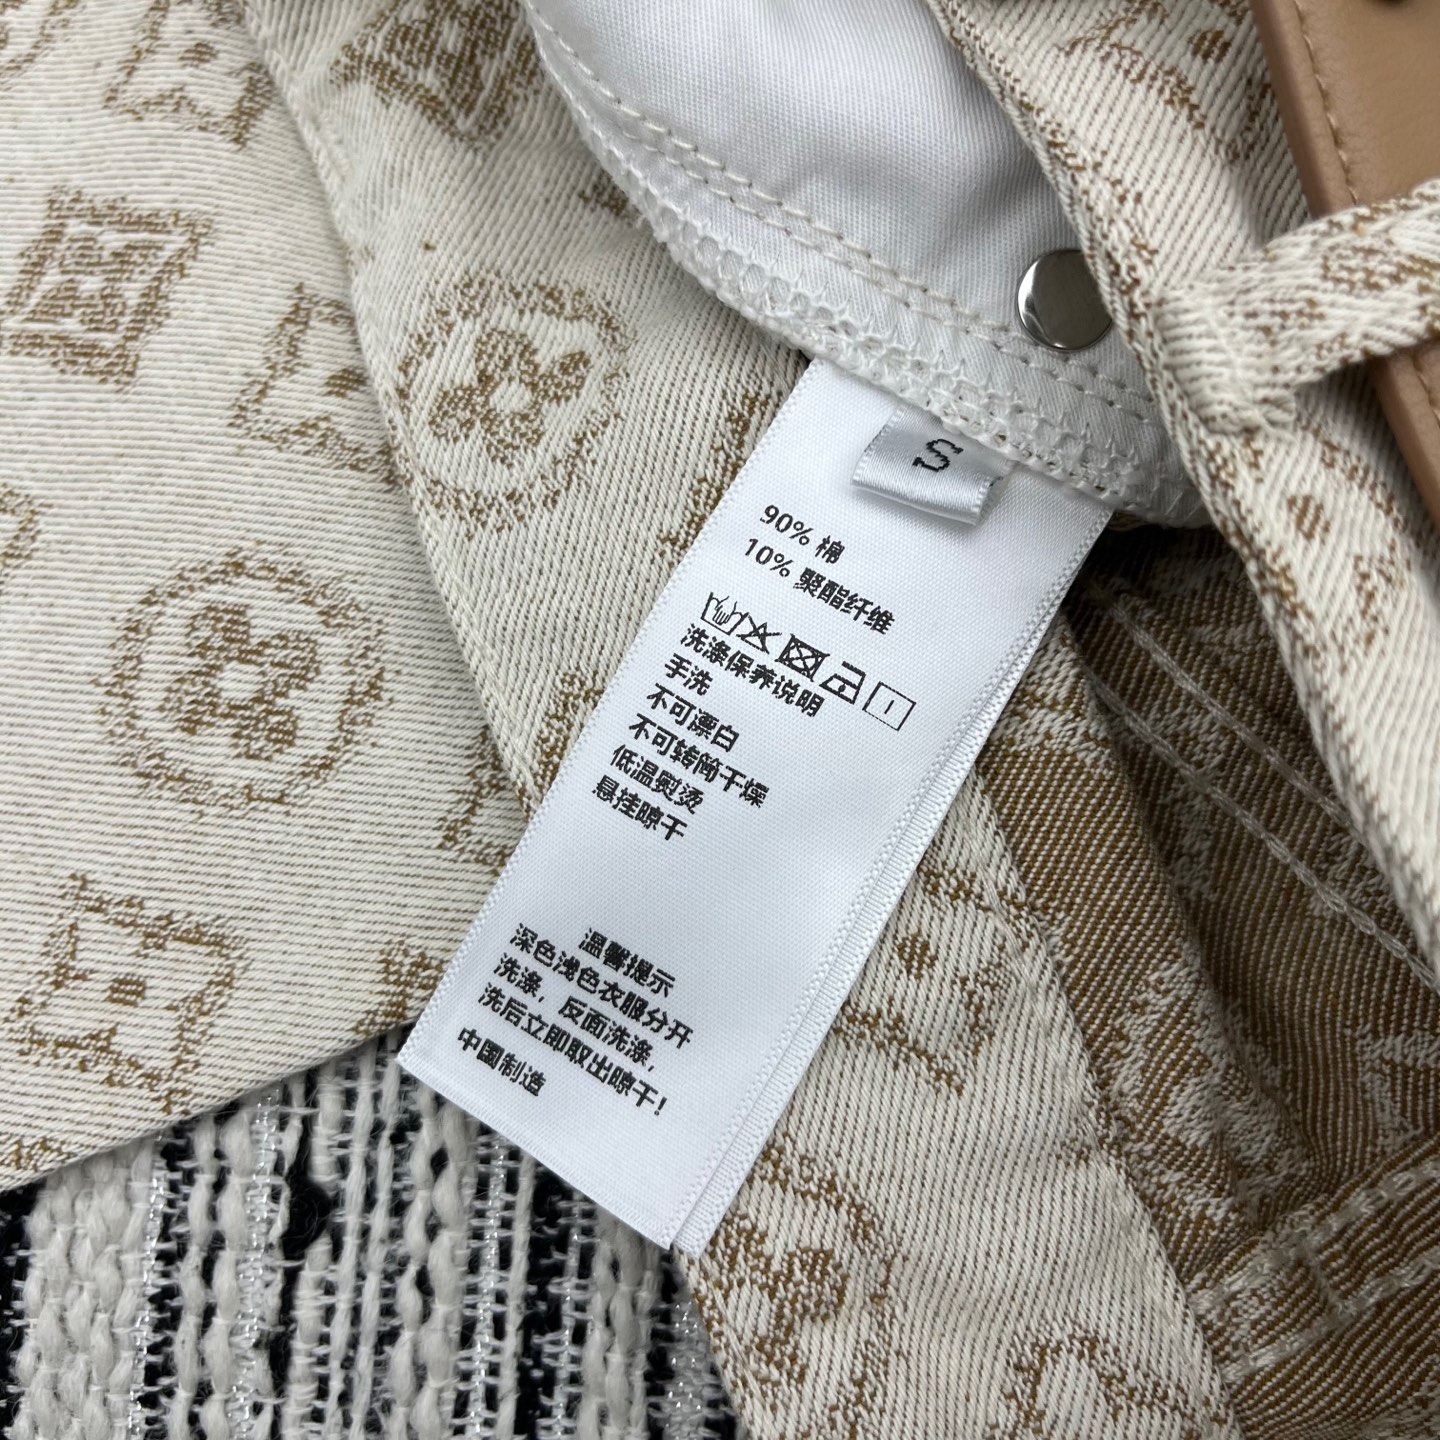 S
90% 棉
10% 聚酯纤维
洗涤保养说明
手洗
不可漂白
不可转筒干燥
低温熨烫
悬挂晾干
温馨提示
深色浅色衣服分开
洗涤，反面洗涤，
洗后立即取出晾干！
中国制造